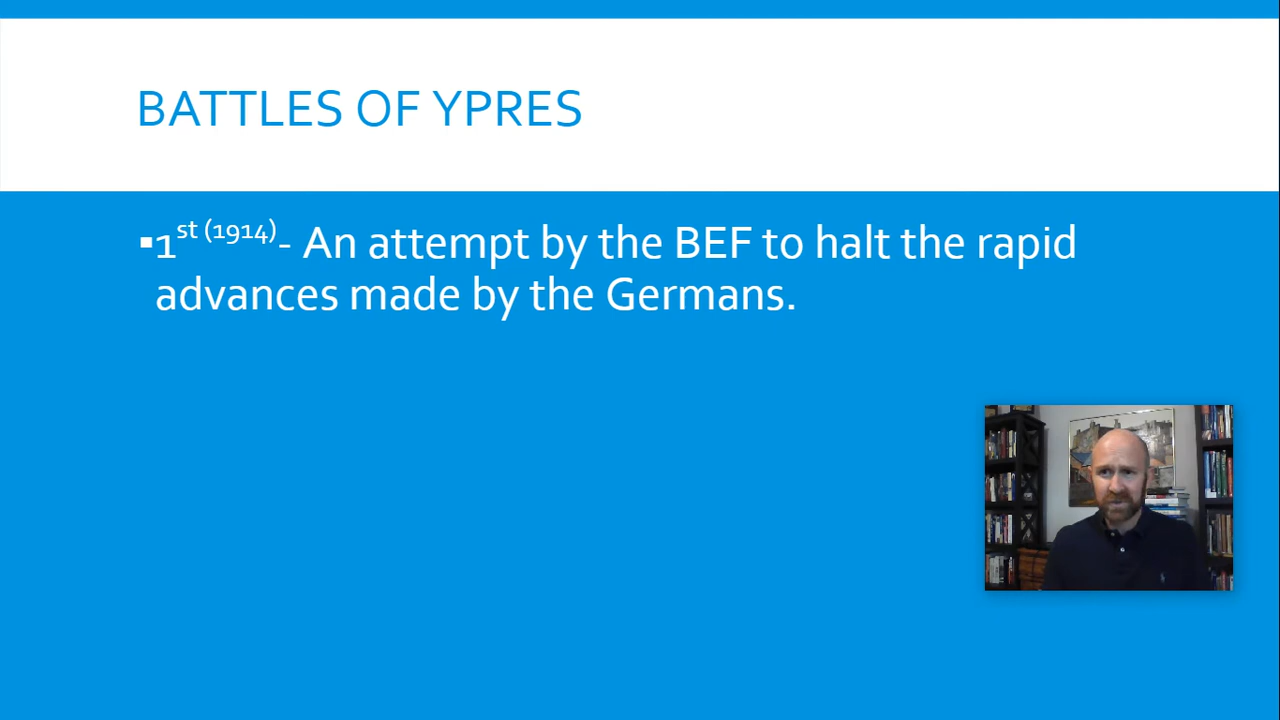 BATTLES OF YPRES
▪1st (1914)- An attempt by the BEF to halt the rapid
advances made by the Germans.